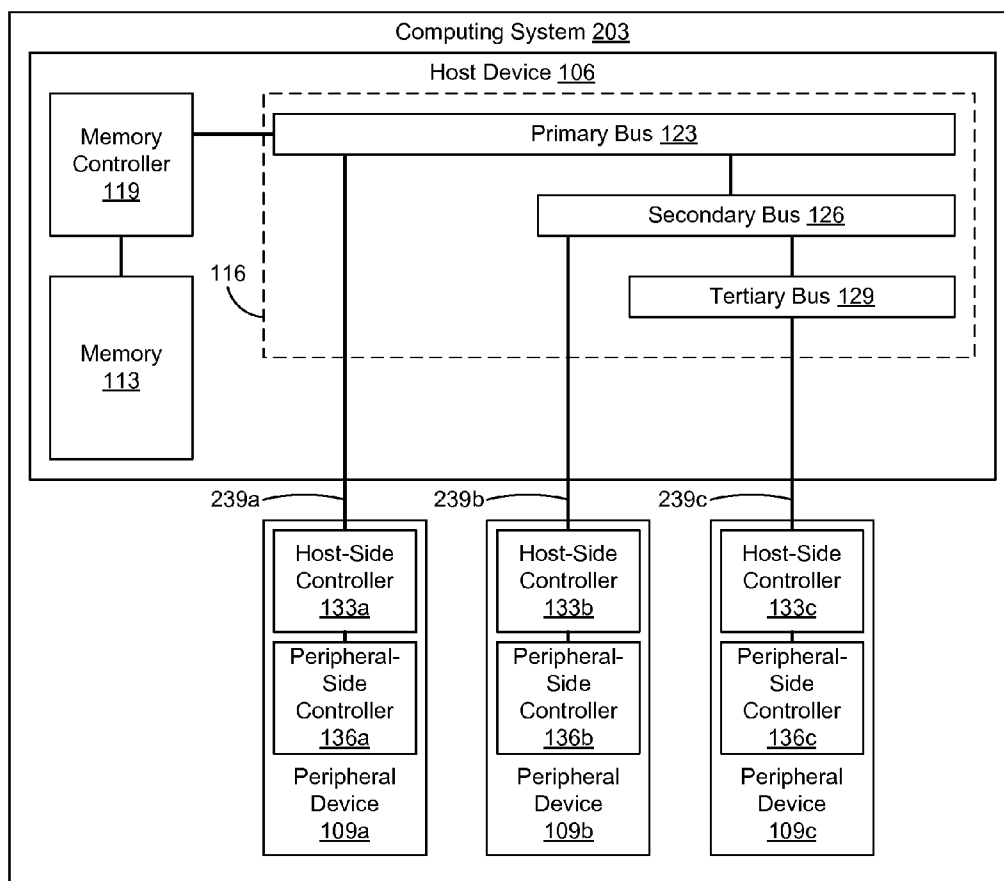 Computing System 203
Host Device 106
Memory
Controller
119
Primary Bus 123
Secondary Bus 126
116
Tertiary Bus 129
Memory
113
239a
239b
239c
Host-Side
Controller
133a
Host-Side
Controller
133b
Host-Side
Controller
133c
Peripheral-
Side
Controller
136a
Peripheral-
Side
Controller
136b
Peripheral-
Side
Controller
136c
Peripheral
Device
109a
Peripheral
Device
109b
Peripheral
Device
109c